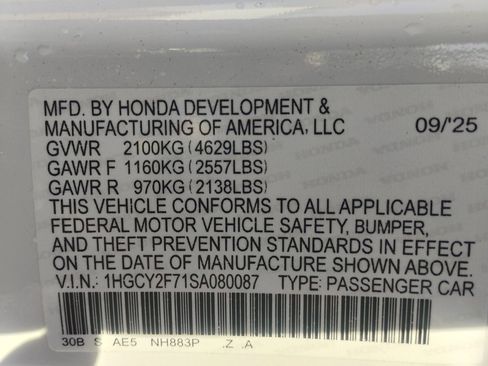 MFD. BY HONDA DEVELOPMENT &
MANUFACTURING OF AMERICA, LLC 09/'25
GVWR 2100KG (4629LBS)
GAWR F 1160KG (2557LBS)
GAWR R 970KG (2138LBS)
THIS VEHICLE CONFORMS TO ALL APPLICABLE
FEDERAL MOTOR VEHICLE SAFETY, BUMPER,
AND THEFT PREVENTION STANDARDS IN EFFECT
ON THE DATE OF MANUFACTURE SHOWN ABOVE.
V.I.N.: 1HGCY2F71SA080087 TYPE: PASSENGER CAR
30B S AE5 NH883P .Z .A